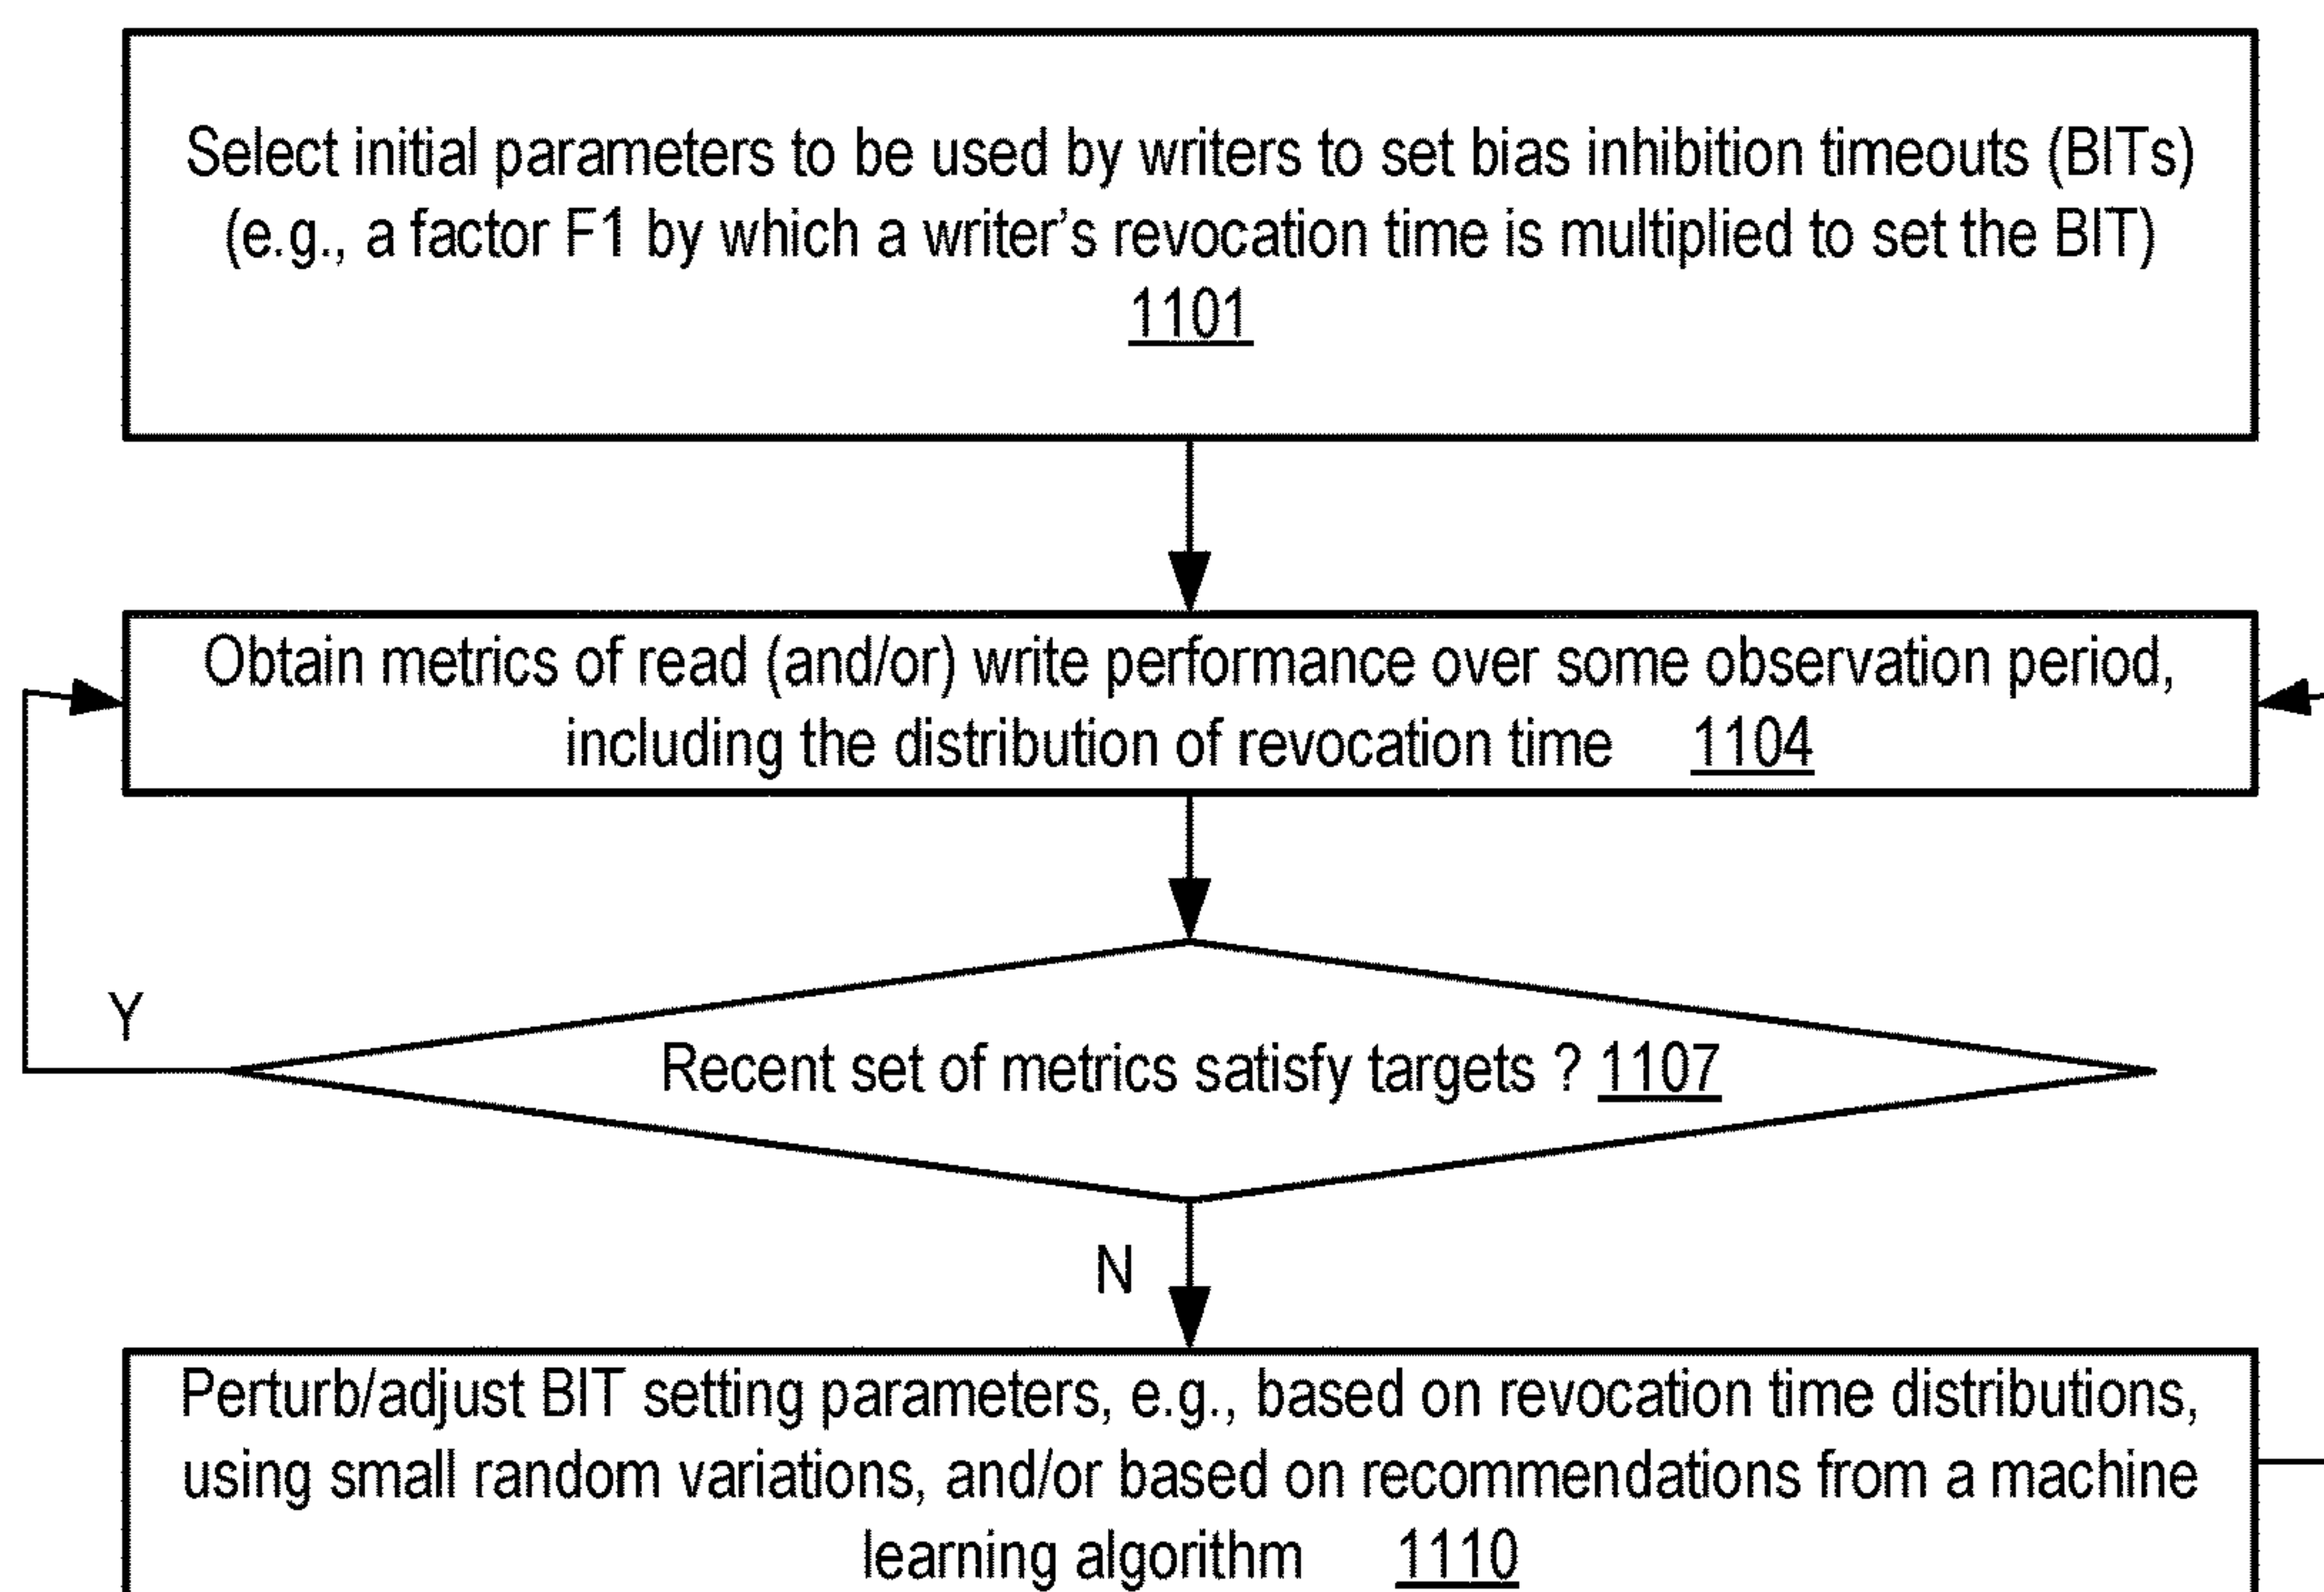 Select initial parameters to be used by writers to set bias inhibition timeouts (BITs)
(e.g., a factor F1 by which a writer's revocation time is multiplied to set the BIT)
1101
Obtain metrics of read (and/or) write performance over some observation period,
including the distribution of revocation time 1104
Y
Recent set of metrics satisfy targets ? 1107
N
Perturb/adjust BIT setting parameters, e.g., based on revocation time distributions,
using small random variations, and/or based on recommendations from a machine
learning algorithm 1110